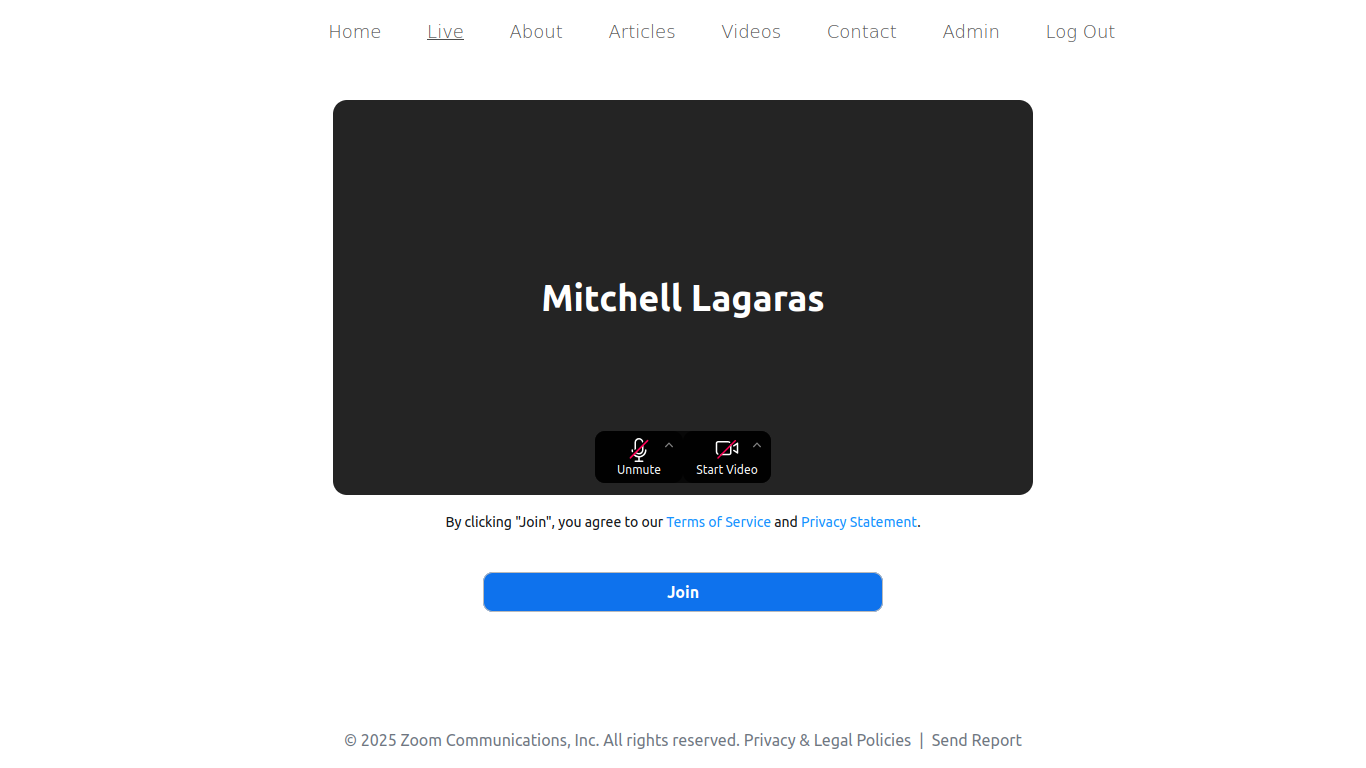 Home Live About Articles Videos Contact Admin Log Out
Mitchell Lagaras
Unmute Start Video
By clicking "Join", you agree to our Terms of Service and Privacy Statement.
Join
© 2025 Zoom Communications, Inc. All rights reserved. Privacy & Legal Policies | Send Report